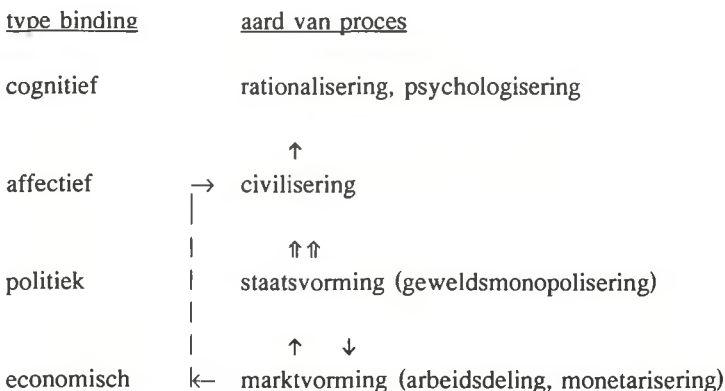 type binding aard van proces
cognitief rationalisering, psychologisering
↑
affectief → civilisering
⇑⇑
politiek staatsvorming (geweldsmonopolisering)
↑ ↓
economisch ← marktvorming (arbeidsdeling, monetarisering)